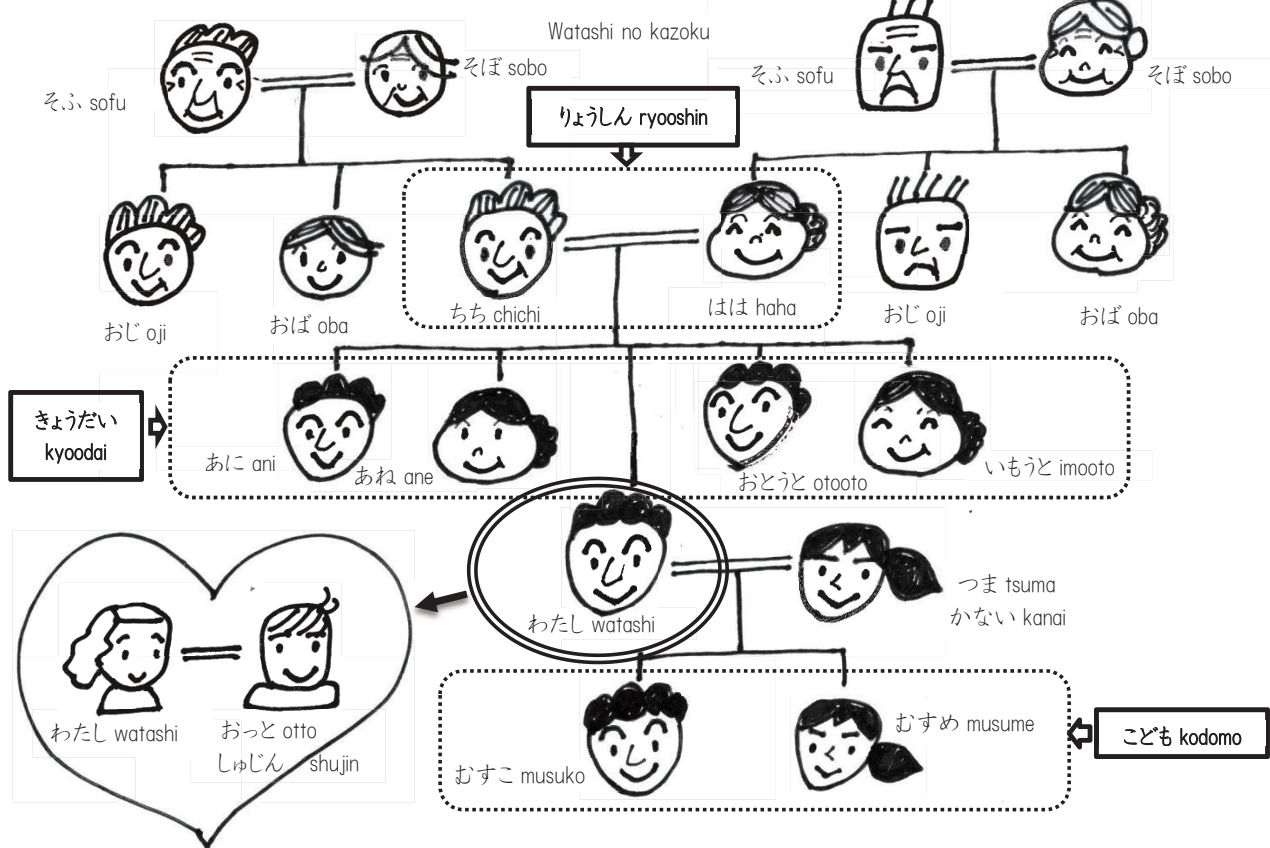 Watashi no kazoku
そふ sofu
そぼ sobo
そふ sofu
そぼ sobo
りょうしん ryooshin
おじ oji
おば oba
ちち chichi
はは haha
おじ oji
おば oba
きょうだい
kyoodai
あに ani
あね ane
おとうと otooto
いもうと imooto
わたし watashi
つま tsuma
かない kanai
わたし watashi
おっと otto
しゅじん shujin
むすこ musuko
むすめ musume
こども kodomo